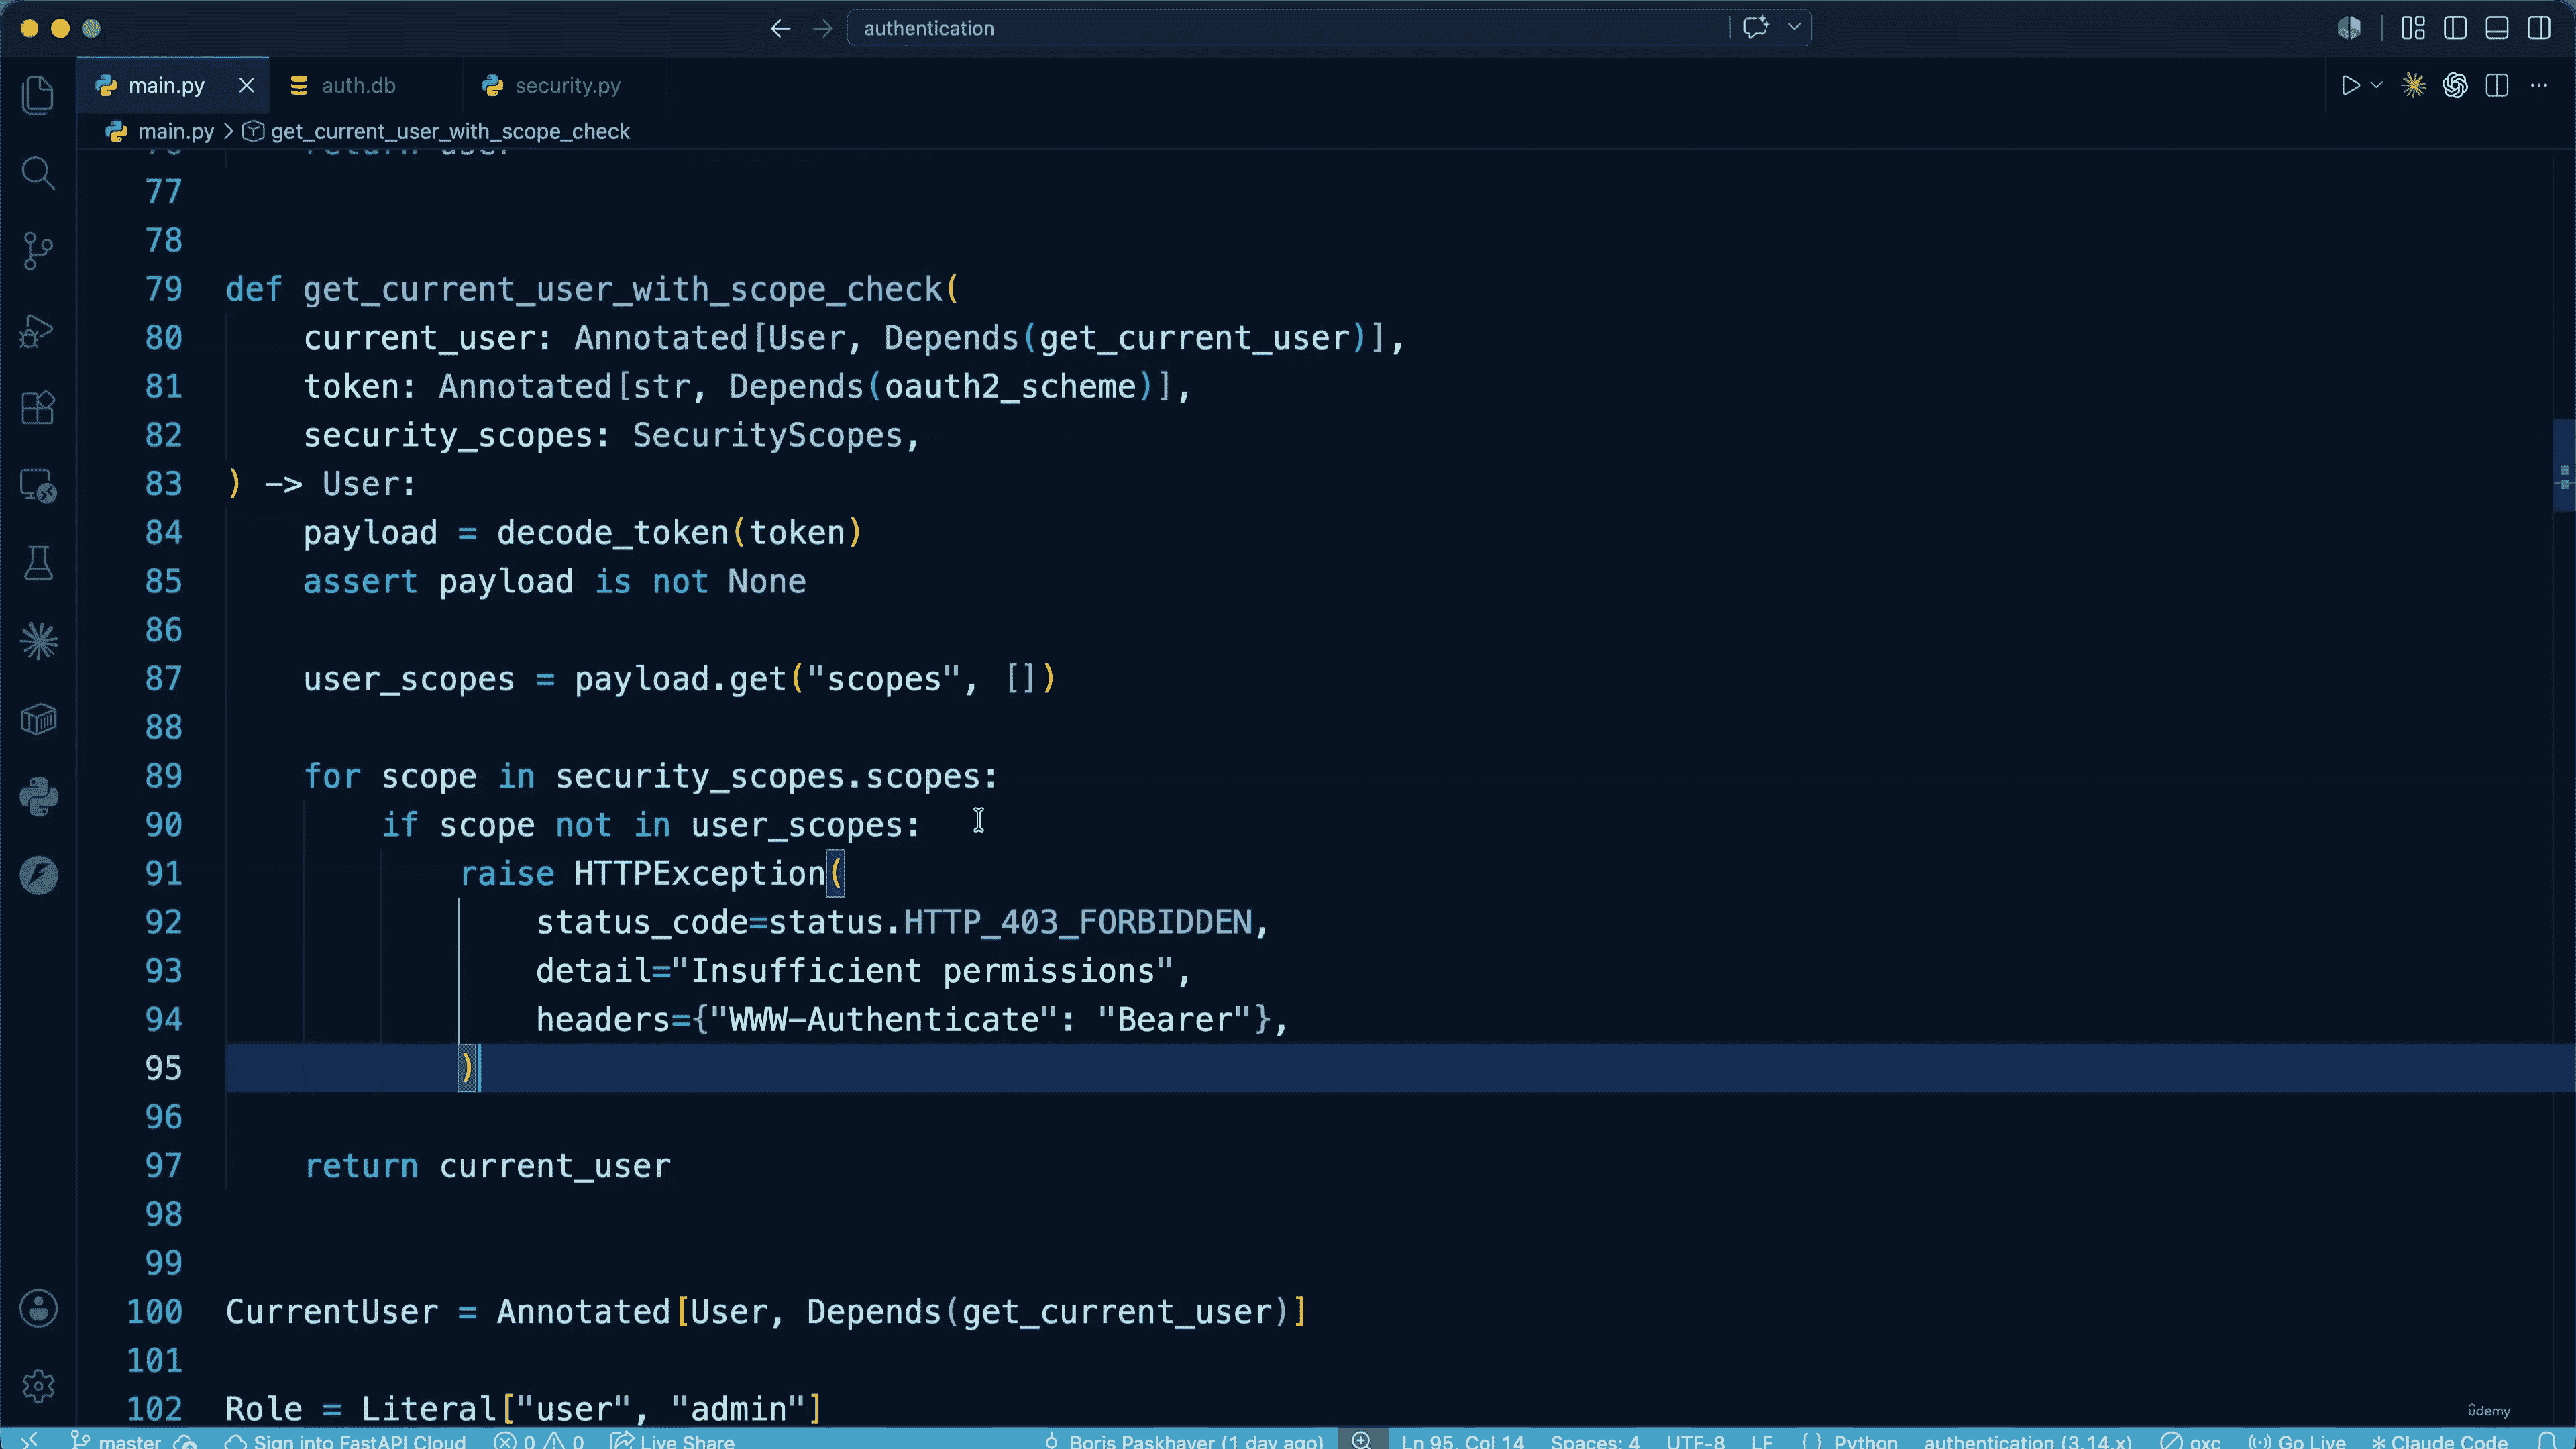 authentication
main.py
auth.db
security.py
main.py > get_current_user_with_scope_check
76 return user
77
78
79 def get_current_user_with_scope_check(
80 current_user: Annotated[User, Depends(get_current_user)],
81 token: Annotated[str, Depends(oauth2_scheme)],
82 security_scopes: SecurityScopes,
83 ) -> User:
84 payload = decode_token(token)
85 assert payload is not None
86
87 user_scopes = payload.get("scopes", [])
88
89 for scope in security_scopes.scopes:
90 if scope not in user_scopes:
91 raise HTTPException(
92 status_code=status.HTTP_403_FORBIDDEN,
93 detail="Insufficient permissions",
94 headers={"WWW-Authenticate": "Bearer"},
95 )
96
97 return current_user
98
99
100 CurrentUser = Annotated[User, Depends(get_current_user)]
101
102 Role = Literal["user", "admin"]
ûdemy
master Sign into FastAPI Cloud 0 0 Live Share Boris Paskhaver (1 day ago) Ln 95, Col 14 Spaces: 4 UTF-8 LF { } Python authentication (3.14.x) oxc Go Live Claude Code